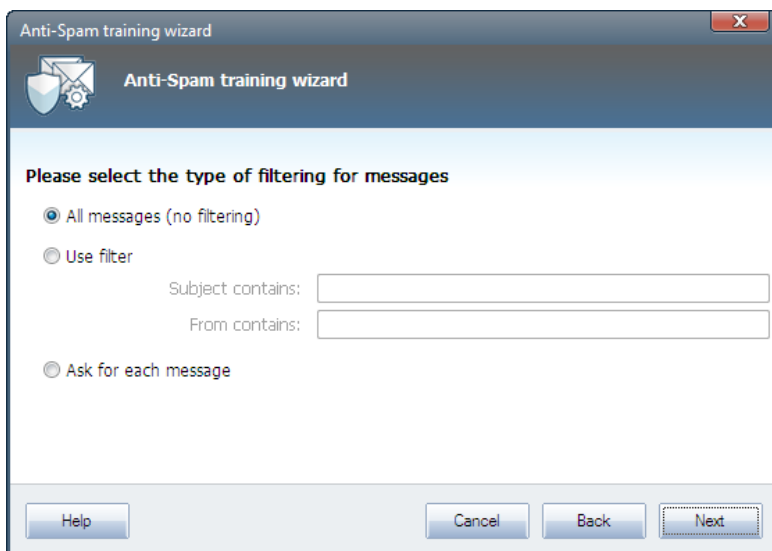 Anti-Spam training wizard
Anti-Spam training wizard
Please select the type of filtering for messages
All messages (no filtering)
Use filter
Subject contains:
From contains:
Ask for each message
Help Cancel Back Next